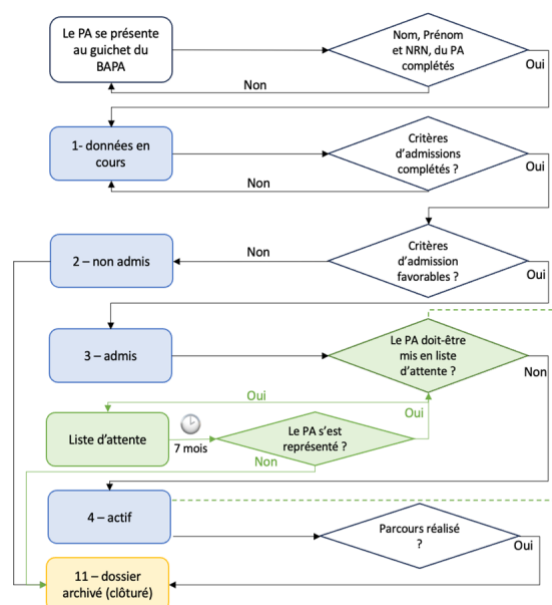 Le PA se présente
au guichet du
BAPA
Nom, Prénom
et NRN, du PA
complétés
Oui
Non
1- données en
cours
Critères
d'admissions
complétés ?
Oui
Non
2 – non admis
Non
Critères
d'admission
favorables ?
Oui
3 – admis
Le PA doit-être
mis en liste
d'attente ?
Non
Oui
Oui
Liste d'attente
7 mois
Le PA s'est
représenté ?
Non
4 – actif
Parcours réalisé
?
Oui
11 – dossier
archivé (clôturé)